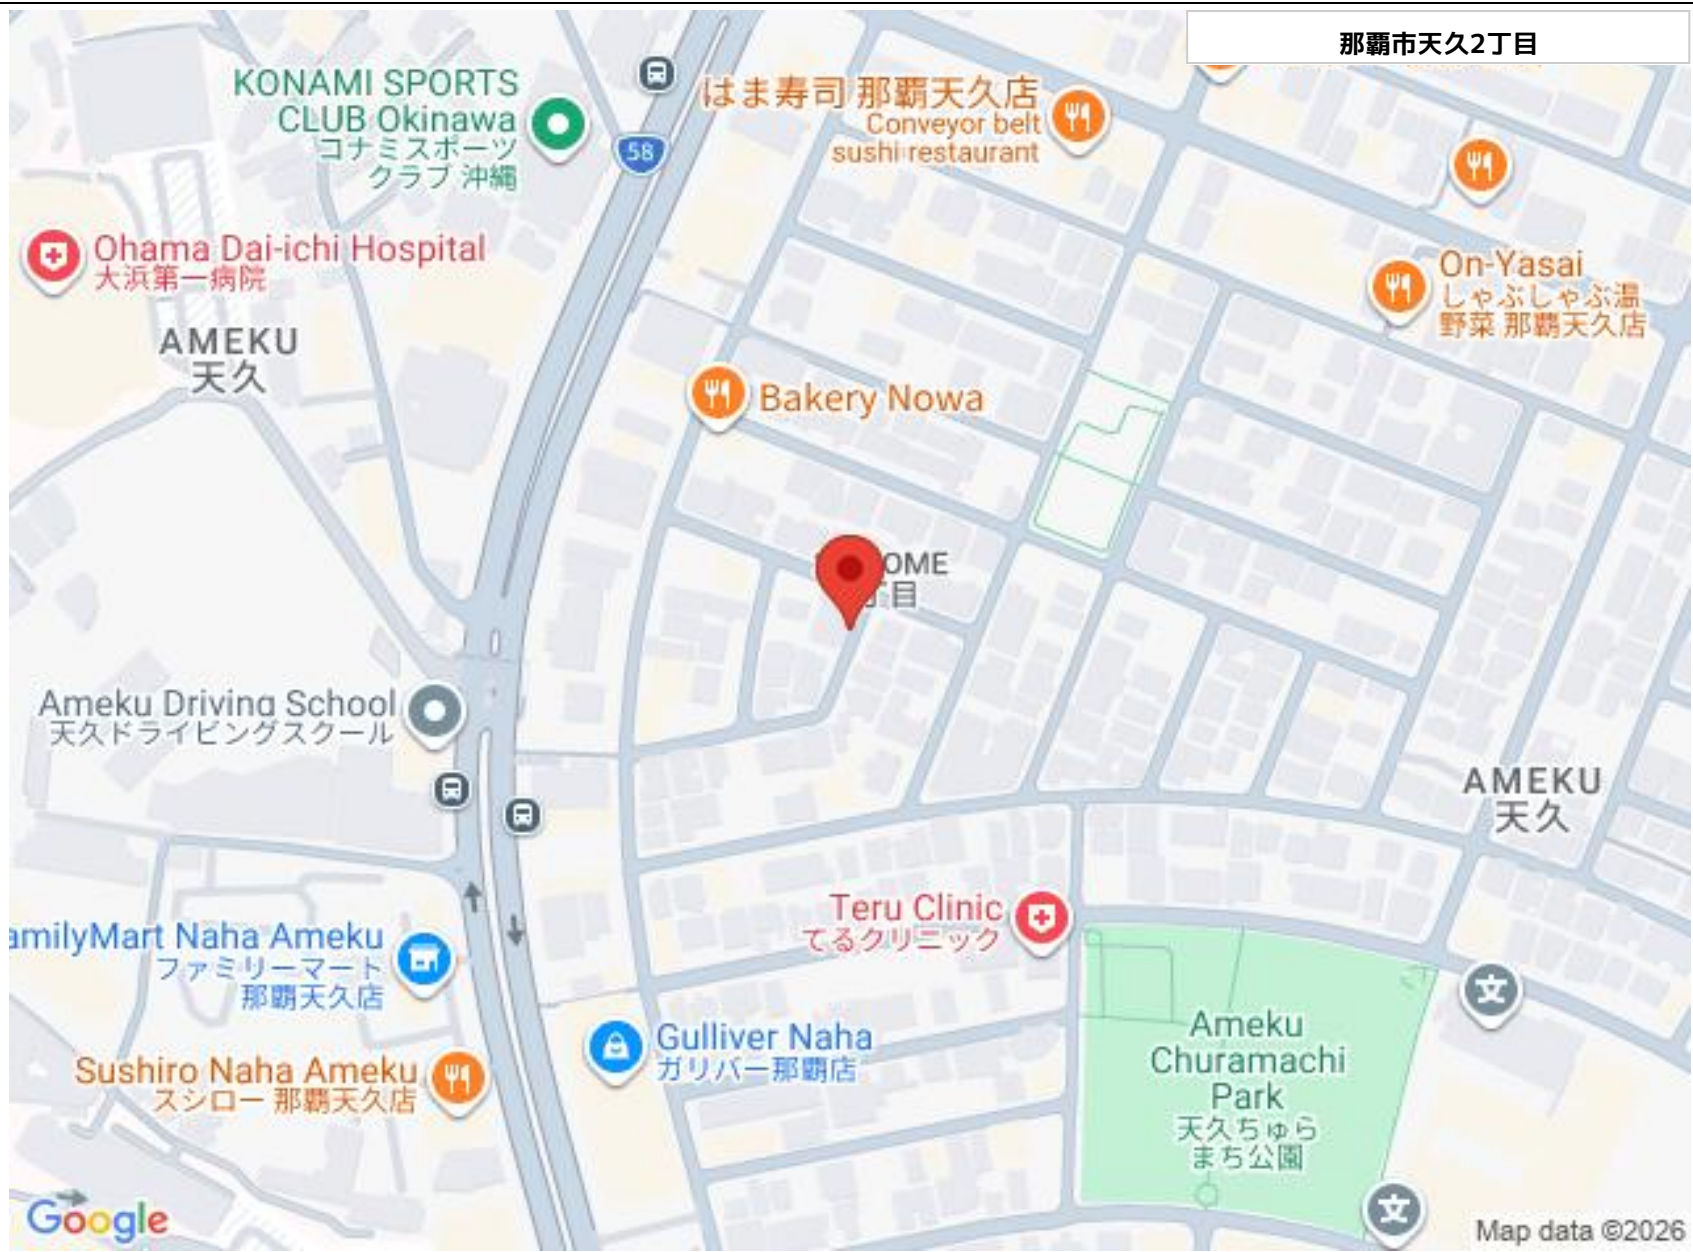 那覇市天久2丁目
KONAMI SPORTS
CLUB Okinawa
コナミスポーツ
クラブ 沖縄
58
はま寿司 那覇天久店
Conveyor belt
sushi restaurant
Ohama Dai-ichi Hospital
大浜第一病院
On-Yasai
しゃぶしゃぶ温
野菜 那覇天久店
AMEKU
天久
Bakery Nowa
OME
丁目
Ameku Driving School
天久ドライビングスクール
AMEKU
天久
Teru Clinic
てるクリニック
amilyMart Naha Ameku
ファミリーマート
那覇天久店
文
Gulliver Naha
ガリバー那覇店
Ameku
Churamachi
Park
天久ちゅら
まち公園
Sushiro Naha Ameku
スシロー 那覇天久店
文
Google
Map data ©2026